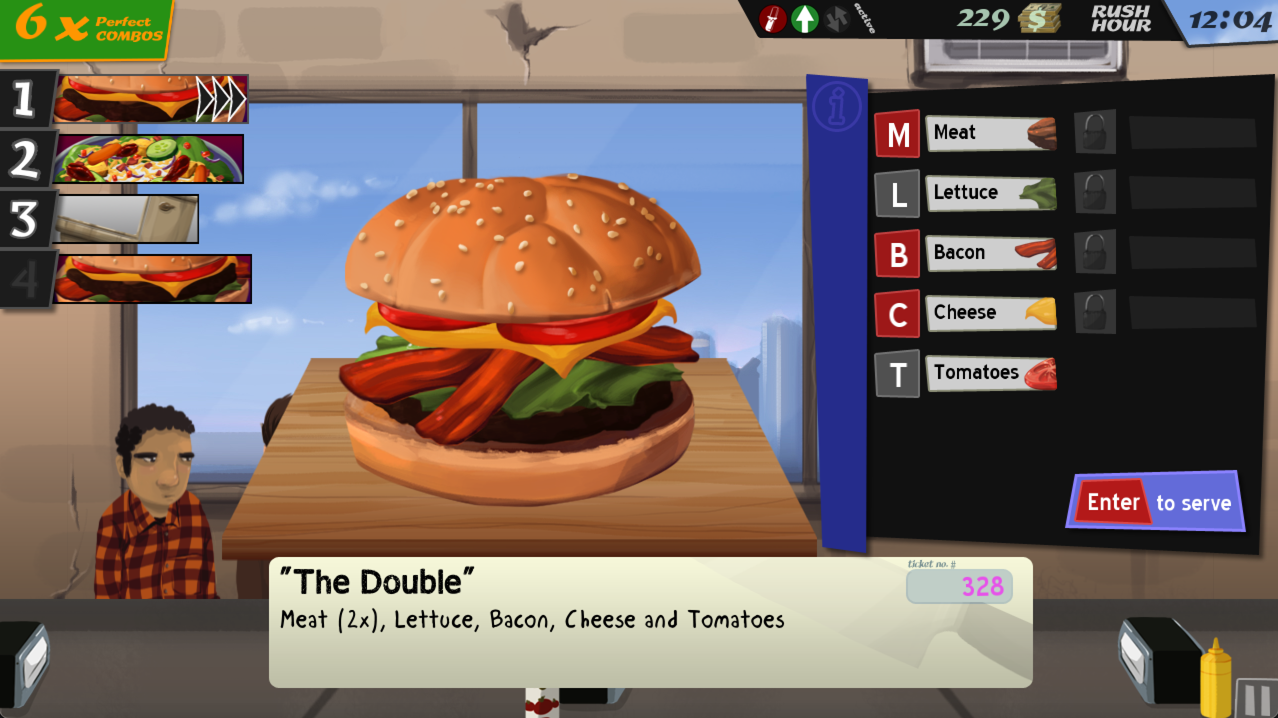 6 x Perfect
COMBOS
active
229 $
RUSH
HOUR
12:04
1
2
3
4
i
M Meat
L Lettuce
B Bacon
C Cheese
T Tomatoes
Enter to serve
"The Double"
ticket no. #
328
Meat (2x), Lettuce, Bacon, Cheese and Tomatoes